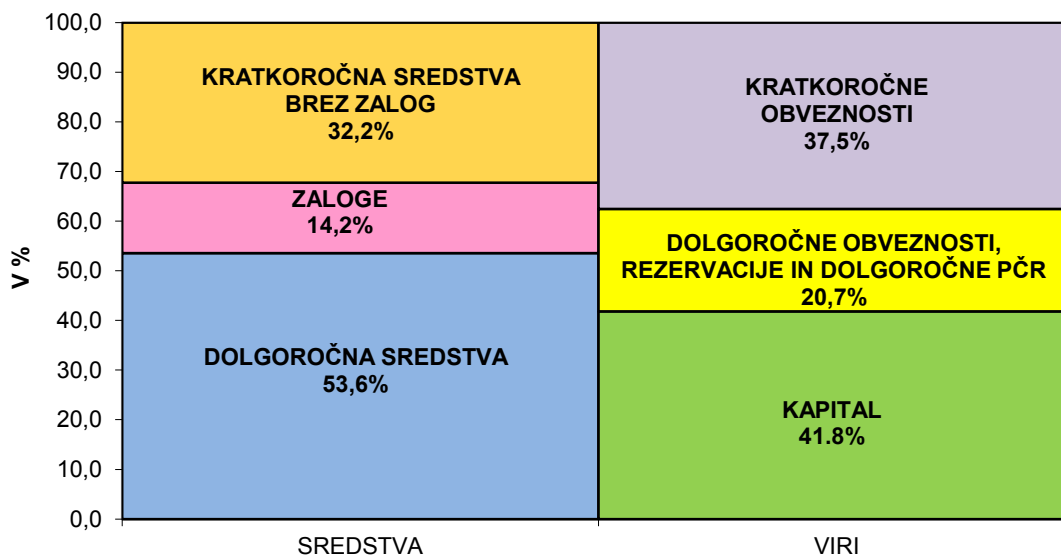 V %
100,0
90,0
80,0
70,0
60,0
50,0
40,0
30,0
20,0
10,0
0,0
KRATKOROČNA SREDSTVA
BREZ ZALOG
32,2%
ZALOGE
14,2%
DOLGOROČNA SREDSTVA
53,6%
KRATKOROČNE
OBVEZNOSTI
37,5%
DOLGOROČNE OBVEZNOSTI,
REZERVACIJE IN DOLGOROČNE PČR
20,7%
KAPITAL
41.8%
SREDSTVA
VIRI